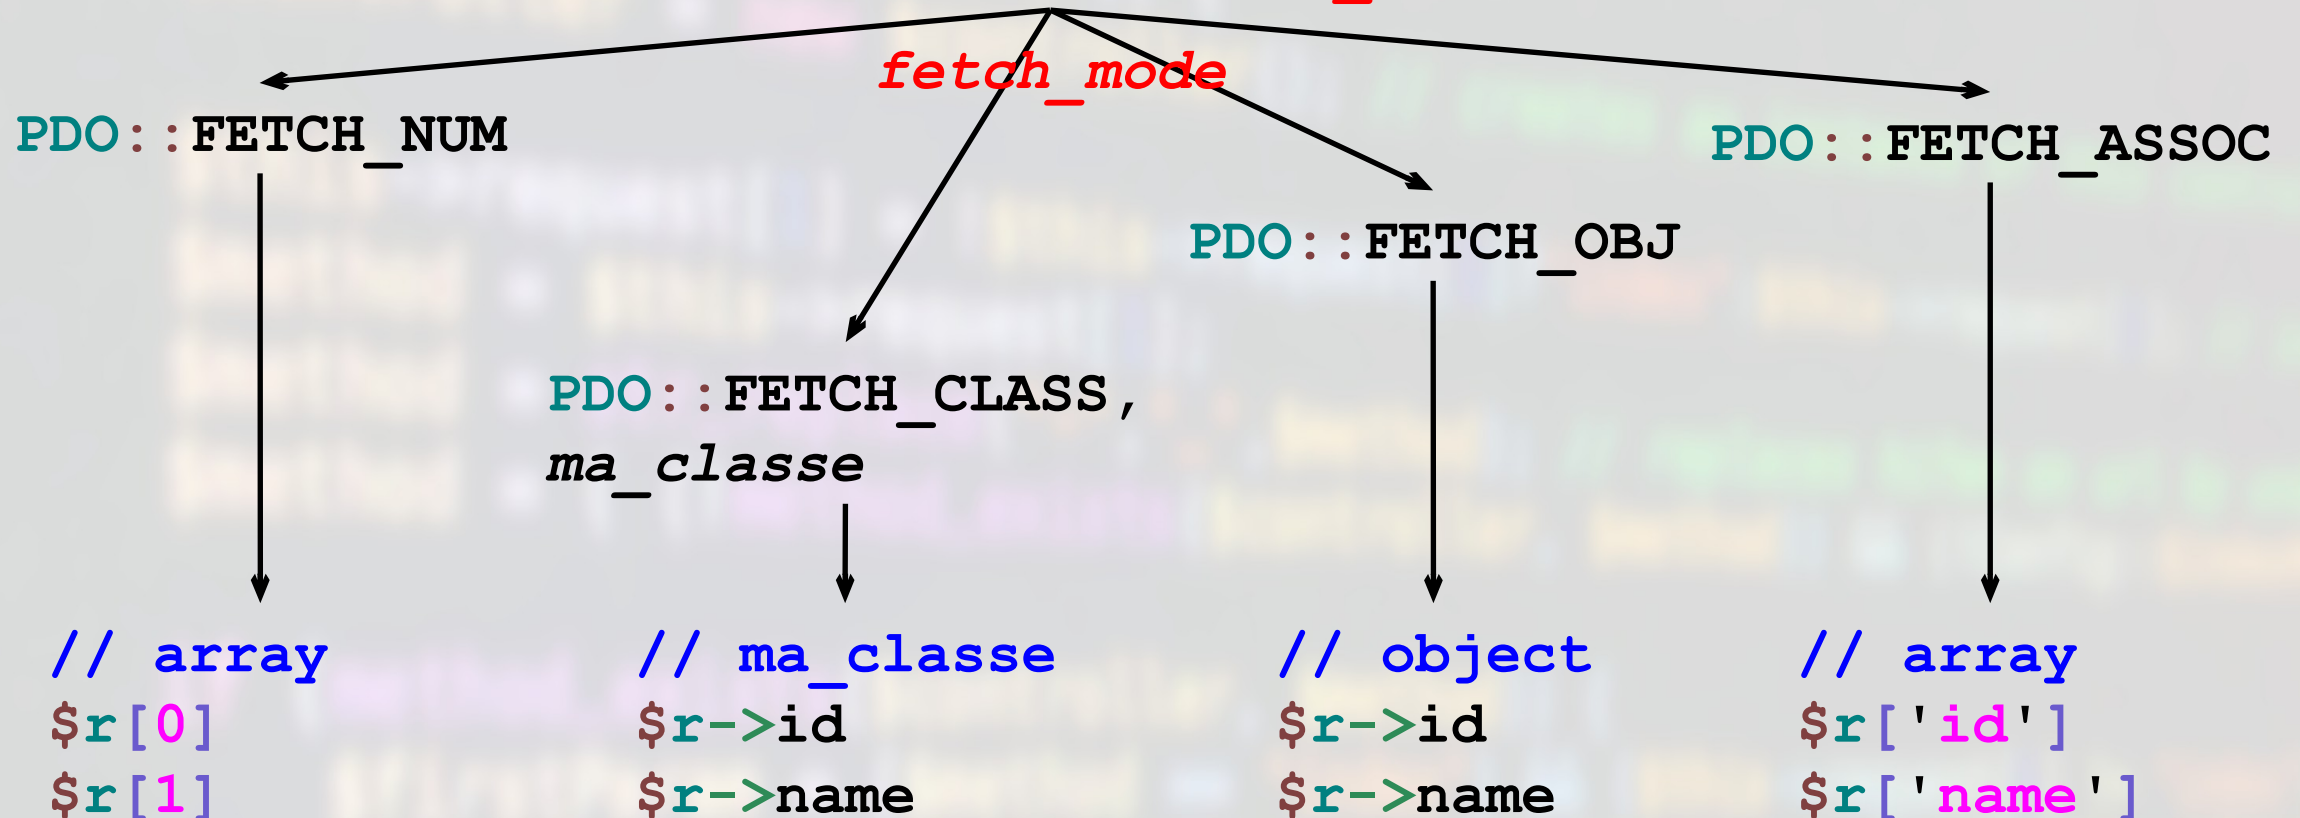 fetch_mode
PDO::FETCH_NUM
PDO::FETCH_ASSOC
PDO::FETCH_OBJ
PDO::FETCH_CLASS,
ma_classe
// array
$r[0]
$r[1]
// ma_classe
$r->id
$r->name
// object
$r->id
$r->name
// array
$r['id']
$r['name']